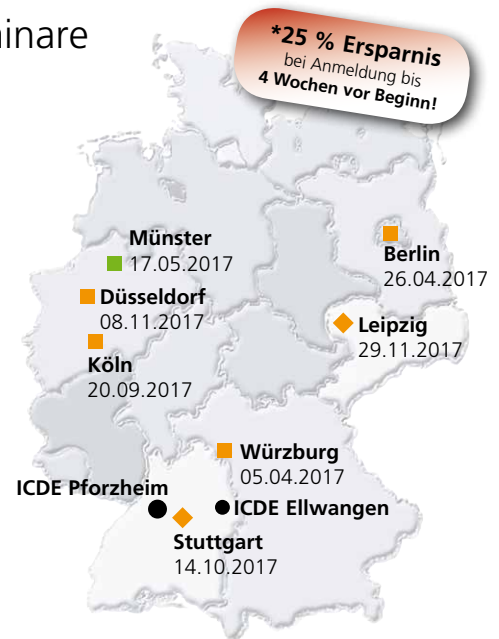 inare
*25 % Ersparnis
bei Anmeldung bis
4 Wochen vor Beginn!
Münster
17.05.2017
Berlin
26.04.2017
Düsseldorf
08.11.2017
Leipzig
29.11.2017
Köln
20.09.2017
Würzburg
05.04.2017
ICDE Pforzheim
ICDE Ellwangen
Stuttgart
14.10.2017